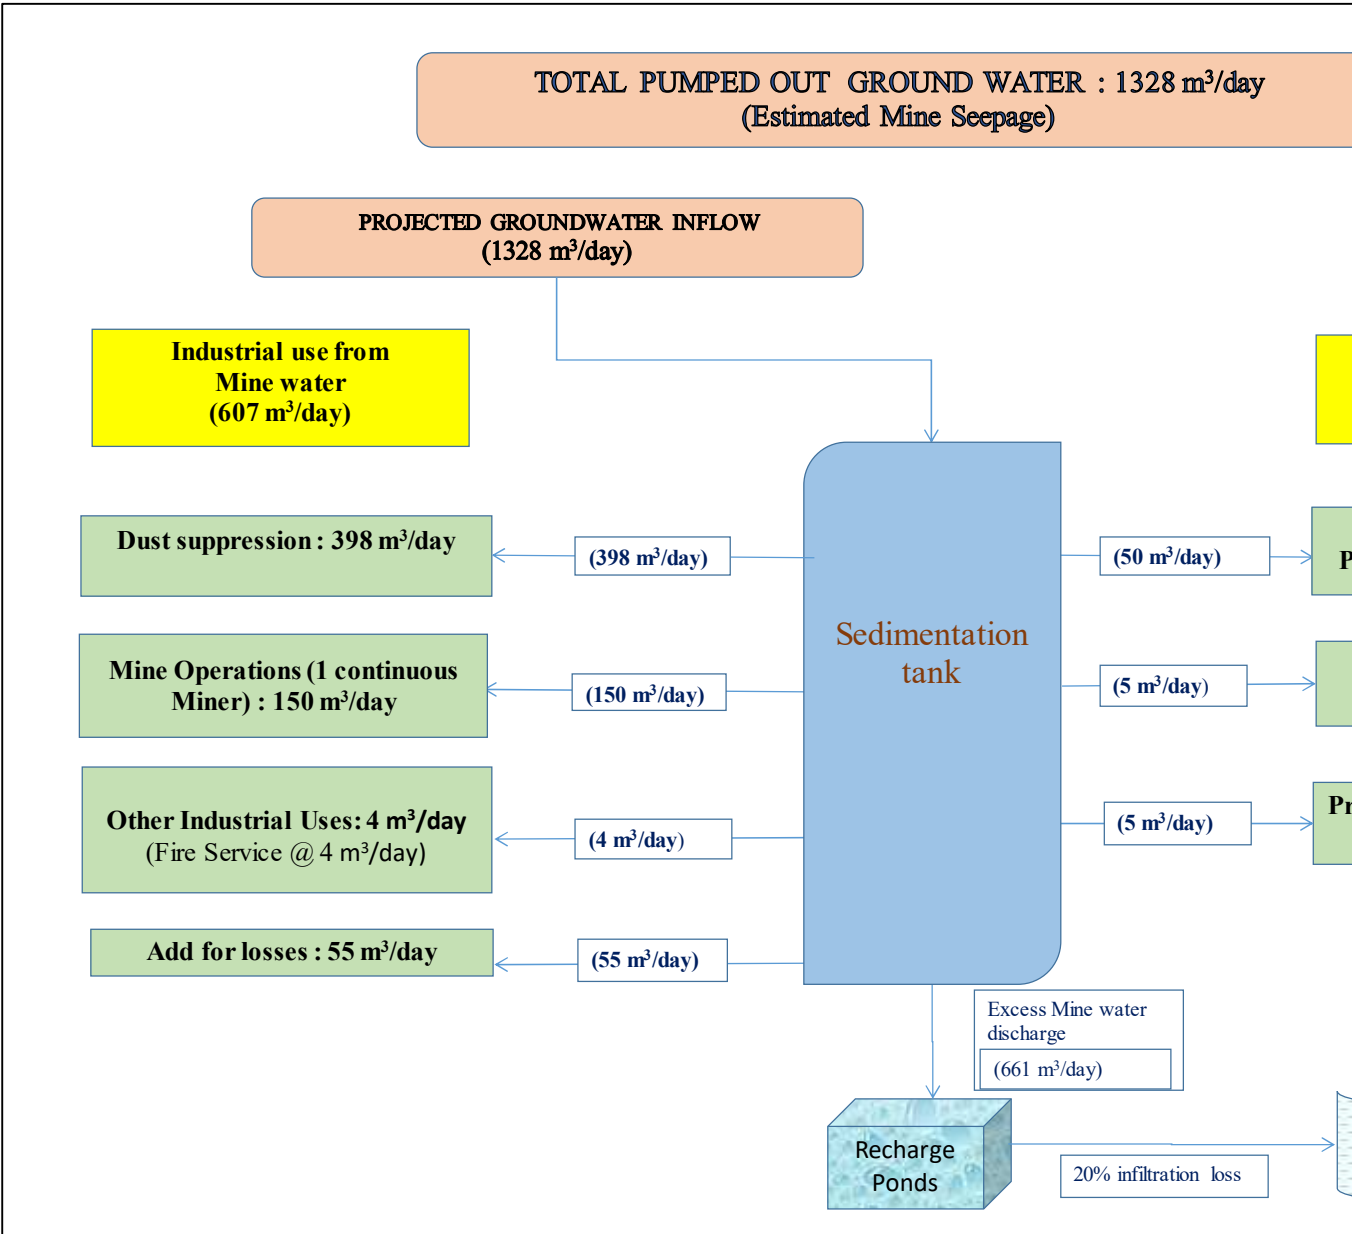 TOTAL PUMPED OUT GROUND WATER : 1328 m³/day
(Estimated Mine Seepage)
PROJECTED GROUNDWATER INFLOW
(1328 m³/day)
Industrial use from
Mine water
(607 m³/day)
Dust suppression : 398 m³/day
(398 m³/day)
(50 m³/day)
P
Sedimentation
tank
Mine Operations (1 continuous
Miner) : 150 m³/day
(150 m³/day)
(5 m³/day)
Other Industrial Uses: 4 m³/day
(Fire Service @ 4 m³/day)
(4 m³/day)
(5 m³/day)
Pr
Add for losses : 55 m³/day
(55 m³/day)
Excess Mine water
discharge
(661 m³/day)
Recharge
Ponds
20% infiltration loss